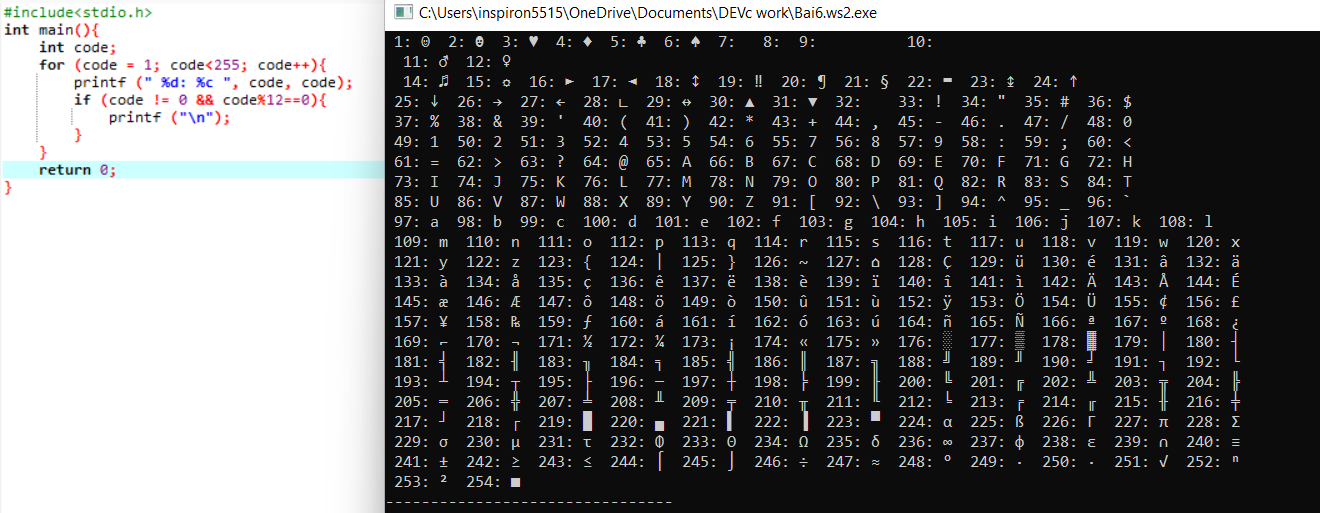 #include<stdio.h>
int main(){
int code;
for (code = 1; code<255; code++){
printf (" %d: %c ", code, code);
if (code != 0 && code%12==0){
printf ("\n");
}
}
return 0;
}
C:\Users\inspiron5515\OneDrive\Documents\DEVc work\Bai6.ws2.exe
1: ☺ 2: ☻ 3: ♥ 4: ♦ 5: ♣ 6: ♠ 7: 8: 9: 10:
11: ♂ 12: ♀
14: ♫ 15: ☼ 16: ► 17: ◄ 18: ↕ 19: ‼ 20: ¶ 21: § 22: ▬ 23: ↨ 24: ↑
25: ↓ 26: → 27: ← 28: ∟ 29: ↔ 30: ▲ 31: ▼ 32: 33: ! 34: " 35: # 36: $
37: % 38: & 39: ' 40: ( 41: ) 42: * 43: + 44: , 45: - 46: . 47: / 48: 0
49: 1 50: 2 51: 3 52: 4 53: 5 54: 6 55: 7 56: 8 57: 9 58: : 59: ; 60: <
61: = 62: > 63: ? 64: @ 65: A 66: B 67: C 68: D 69: E 70: F 71: G 72: H
73: I 74: J 75: K 76: L 77: M 78: N 79: O 80: P 81: Q 82: R 83: S 84: T
85: U 86: V 87: W 88: X 89: Y 90: Z 91: [ 92: \ 93: ] 94: ^ 95: _ 96: `
97: a 98: b 99: c 100: d 101: e 102: f 103: g 104: h 105: i 106: j 107: k 108: l
109: m 110: n 111: o 112: p 113: q 114: r 115: s 116: t 117: u 118: v 119: w 120: x
121: y 122: z 123: { 124: | 125: } 126: ~ 127: ⌂ 128: Ç 129: ü 130: é 131: â 132: ä
133: à 134: å 135: ç 136: ê 137: ë 138: è 139: ï 140: î 141: ì 142: Ä 143: Å 144: É
145: æ 146: Æ 147: ô 148: ö 149: ò 150: û 151: ù 152: ÿ 153: Ö 154: Ü 155: ¢ 156: £
157: ¥ 158: ₧ 159: ƒ 160: á 161: í 162: ó 163: ú 164: ñ 165: Ñ 166: ª 167: º 168: ¿
169: ⌐ 170: ¬ 171: ½ 172: ¼ 173: ¡ 174: « 175: » 176: ░ 177: ▒ 178: ▓ 179: │ 180: ┤
181: ╡ 182: ╢ 183: ╖ 184: ╕ 185: ╣ 186: ║ 187: ╗ 188: ╝ 189: ╜ 190: ╛ 191: ┐ 192: └
193: ┴ 194: ┬ 195: ├ 196: ─ 197: ┼ 198: ╞ 199: ╟ 200: ╚ 201: ╔ 202: ╩ 203: ╦ 204: ╠
205: ═ 206: ╬ 207: ╧ 208: ╨ 209: ╤ 210: ╥ 211: ╙ 212: ╘ 213: ╒ 214: ╓ 215: ╫ 216: ╪
217: ┘ 218: ┌ 219: █ 220: ▄ 221: ▌ 222: ▐ 223: ▀ 224: α 225: ß 226: Γ 227: π 228: Σ
229: σ 230: µ 231: τ 232: Φ 233: Θ 234: Ω 235: δ 236: ∞ 237: φ 238: ε 239: ∩ 240: ≡
241: ± 242: ≥ 243: ≤ 244: ⌠ 245: ⌡ 246: ÷ 247: ≈ 248: ° 249: ∙ 250: · 251: √ 252: ⁿ
253: ² 254: ■
--------------------------------